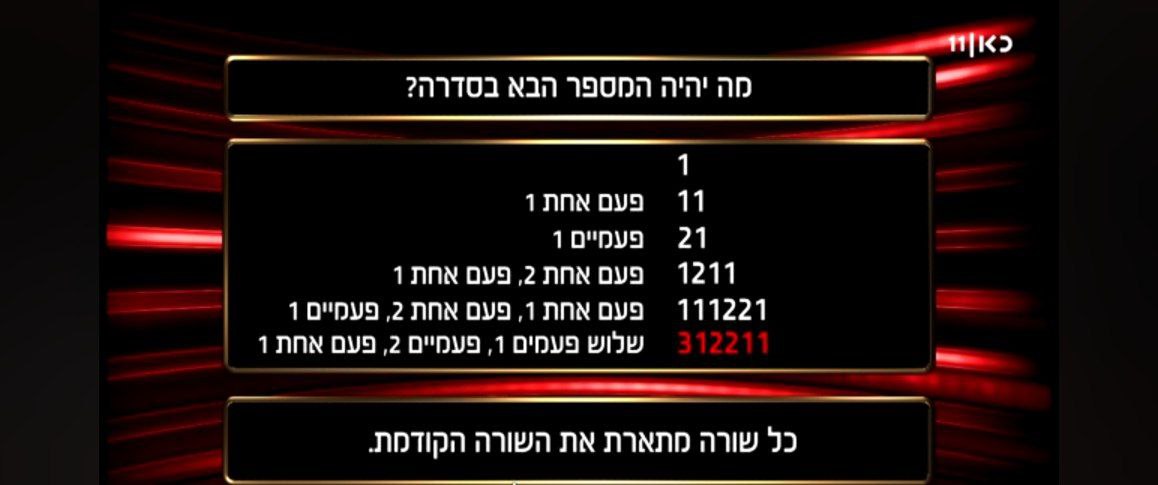 כאן|11
מה יהיה המספר הבא בסדרה?
1
11 פעם אחת 1
21 פעמיים 1
1211 פעם אחת 2, פעם אחת 1
111221 פעם אחת 1, פעם אחת 2, פעמיים 1
312211 שלוש פעמים 1, פעמיים 2, פעם אחת 1
כל שורה מתארת את השורה הקודמת.